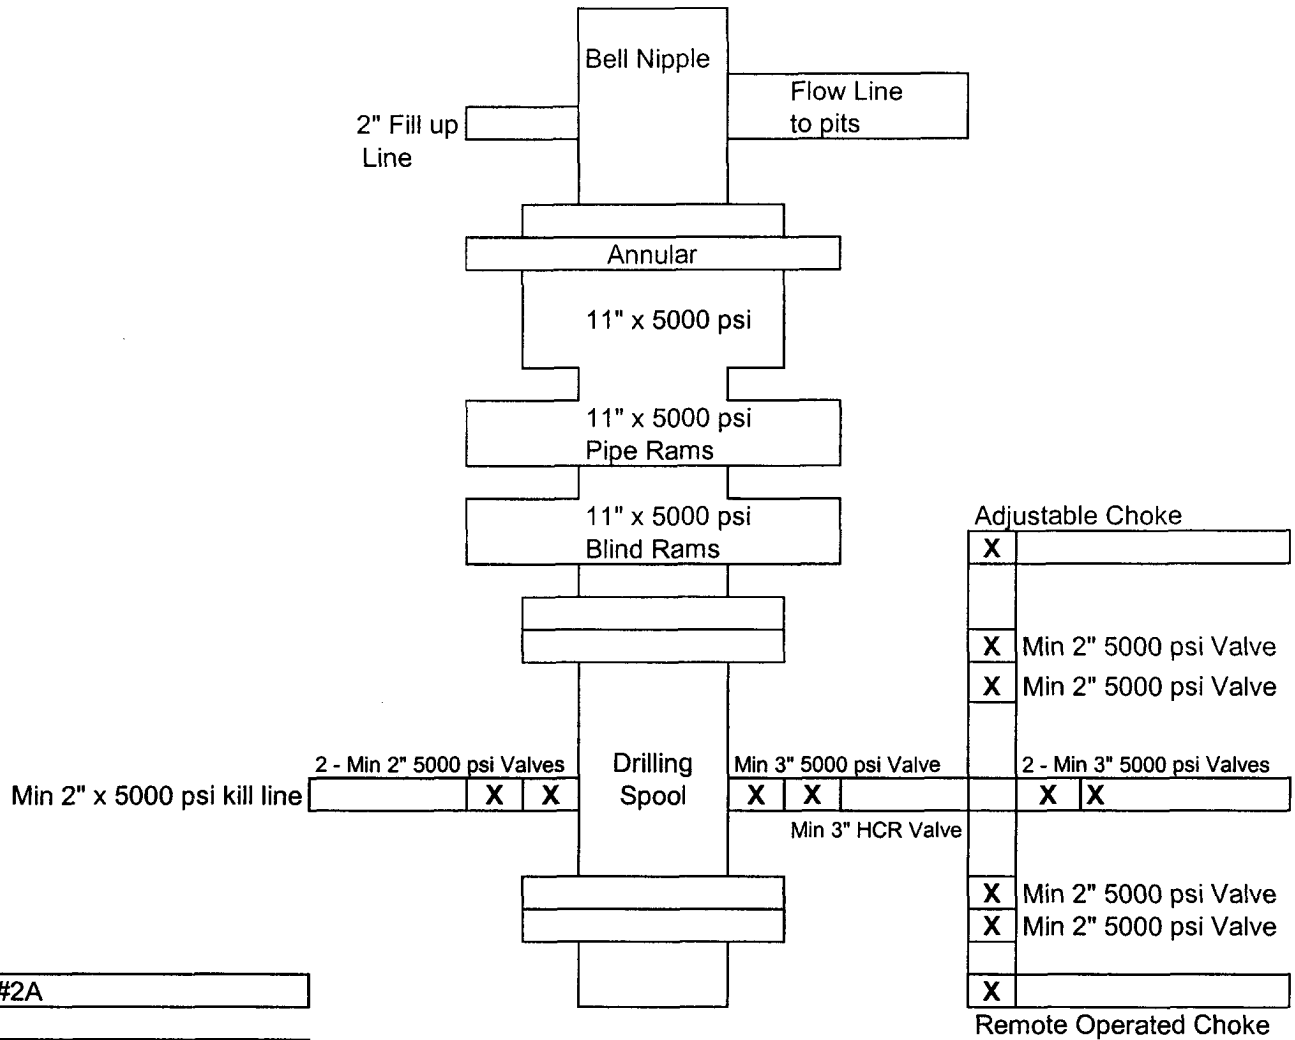 Bell Nipple
Flow Line
to pits
2" Fill up
Line
Annular
11" x 5000 psi
11" x 5000 psi
Pipe Rams
11" x 5000 psi
Blind Rams
Adjustable Choke
X
X Min 2" 5000 psi Valve
X Min 2" 5000 psi Valve
2 - Min 2" 5000 psi Valves
Drilling
Spool
Min 3" 5000 psi Valve
2 - Min 3" 5000 psi Valves
Min 2" x 5000 psi kill line
X X
X X
X X
Min 3" HCR Valve
X Min 2" 5000 psi Valve
X Min 2" 5000 psi Valve
#2A
X
Remote Operated Choke